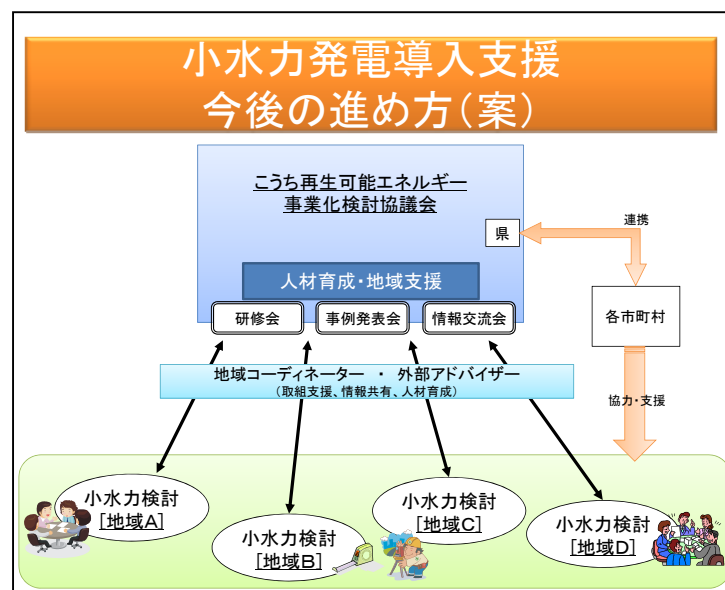 小水力発電導入支援
今後の進め方(案)
こうち再生可能エネルギー
事業化検討協議会
県
連携
人材育成・地域支援
研修会
事例発表会
情報交流会
各市町村
地域コーディネーター ・ 外部アドバイザー
(取組支援、情報共有、人材育成)
協力・支援
小水力検討
[地域A]
小水力検討
[地域B]
小水力検討
[地域C]
小水力検討
[地域D]